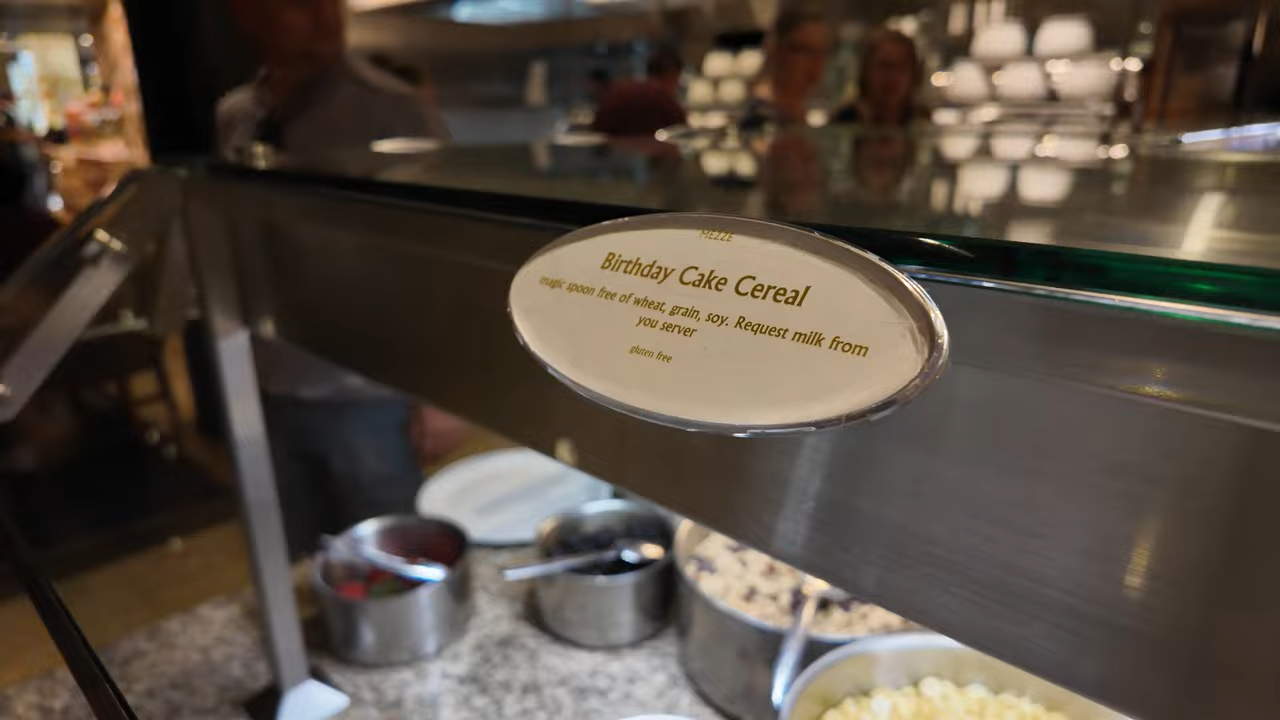 MEZZE
Birthday Cake Cereal
magic spoon free of wheat, grain, soy. Request milk from
you server
gluten free